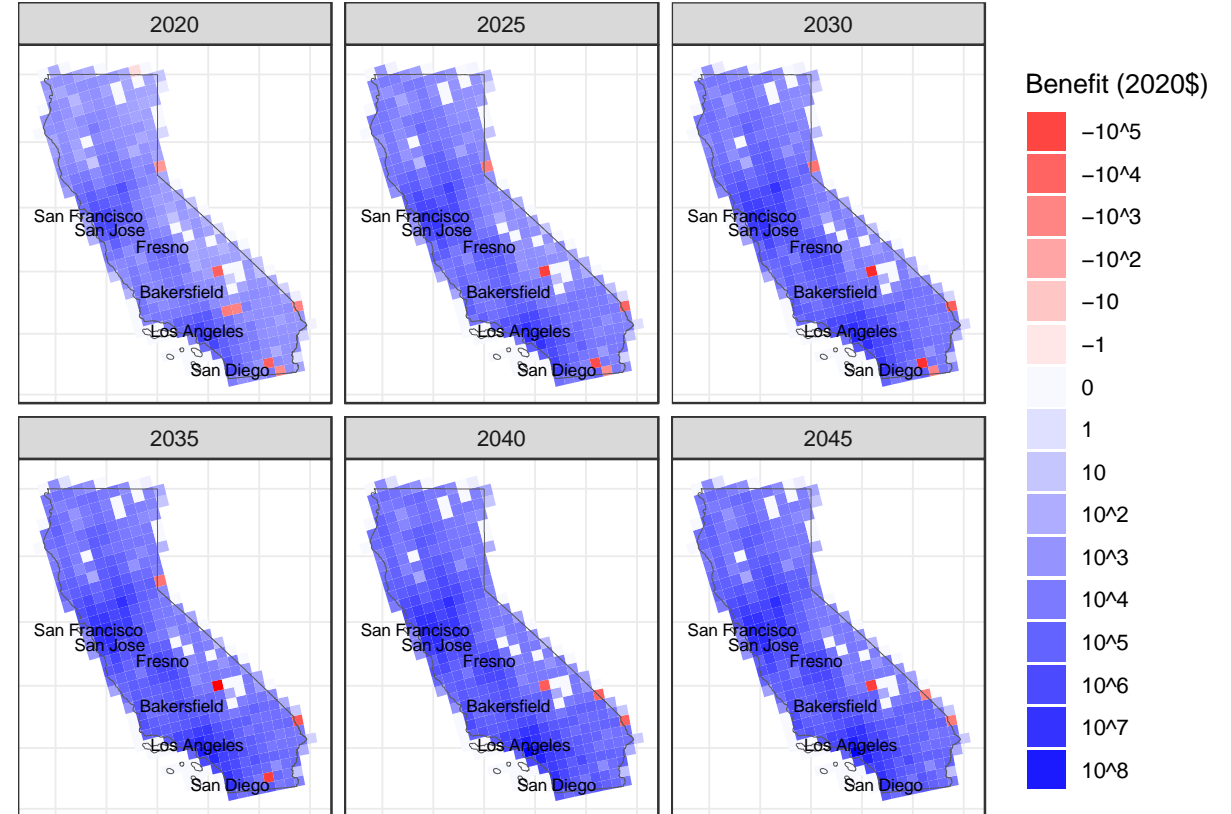 2020
2025
2030
San Francisco
San Jose
Fresno
Bakersfield
Los Angeles
San Diego
San Francisco
San Jose
Fresno
Bakersfield
Los Angeles
San Diego
San Francisco
San Jose
Fresno
Bakersfield
Los Angeles
San Diego
2035
2040
2045
San Francisco
San Jose
Fresno
Bakersfield
Los Angeles
San Diego
San Francisco
San Jose
Fresno
Bakersfield
Los Angeles
San Diego
San Francisco
San Jose
Fresno
Bakersfield
Los Angeles
San Diego
Benefit (2020$)
−10^5
−10^4
−10^3
−10^2
−10
−1
0
1
10
10^2
10^3
10^4
10^5
10^6
10^7
10^8